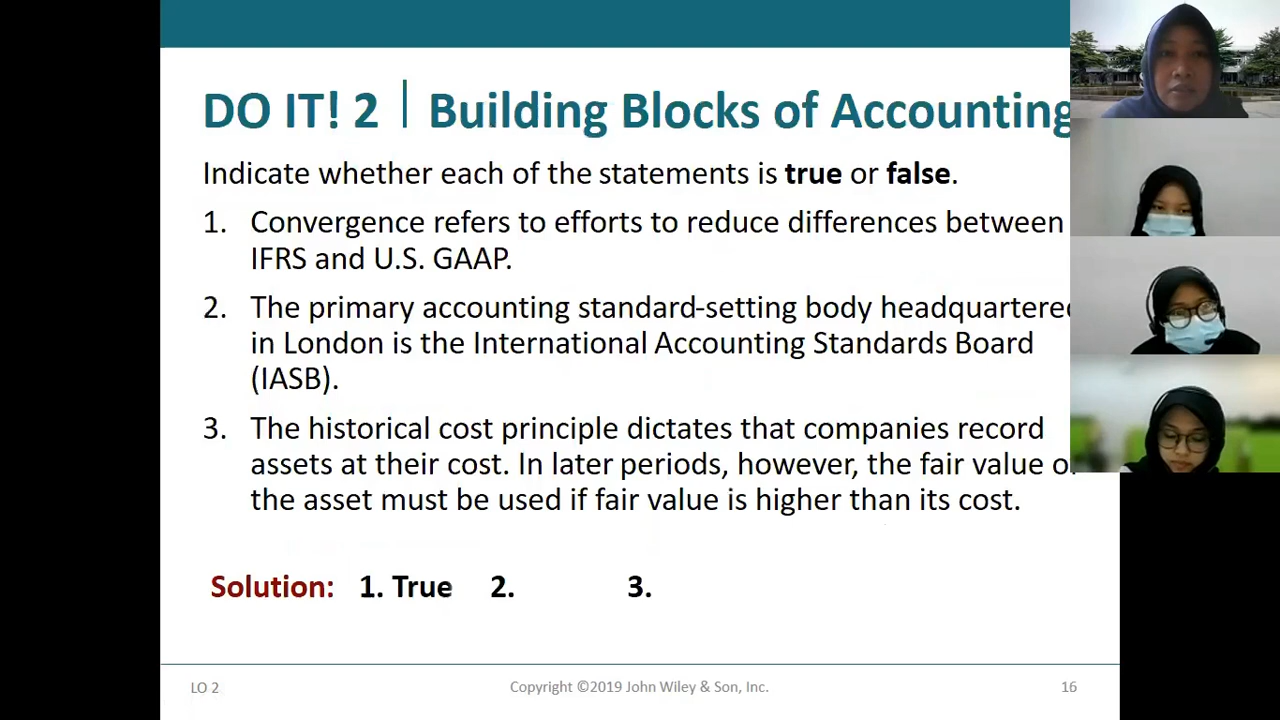 DO IT! 2 | Building Blocks of Accounting
Indicate whether each of the statements is true or false.
1. Convergence refers to efforts to reduce differences between
IFRS and U.S. GAAP.
2. The primary accounting standard-setting body headquartered
in London is the International Accounting Standards Board
(IASB).
3. The historical cost principle dictates that companies record
assets at their cost. In later periods, however, the fair value of
the asset must be used if fair value is higher than its cost.
Solution: 1. True 2. 3.
LO 2 Copyright ©2019 John Wiley & Son, Inc. 16